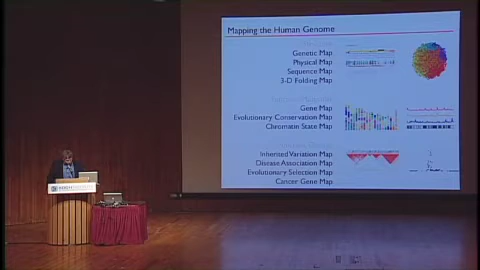 Mapping the Human Genome
Genetic Map
Physical Map
Sequence Map
3-D Folding Map
Gene Map
Evolutionary Conservation Map
Chromatin State Map
Inherited Variation Map
Disease Association Map
Evolutionary Selection Map
Cancer Gene Map